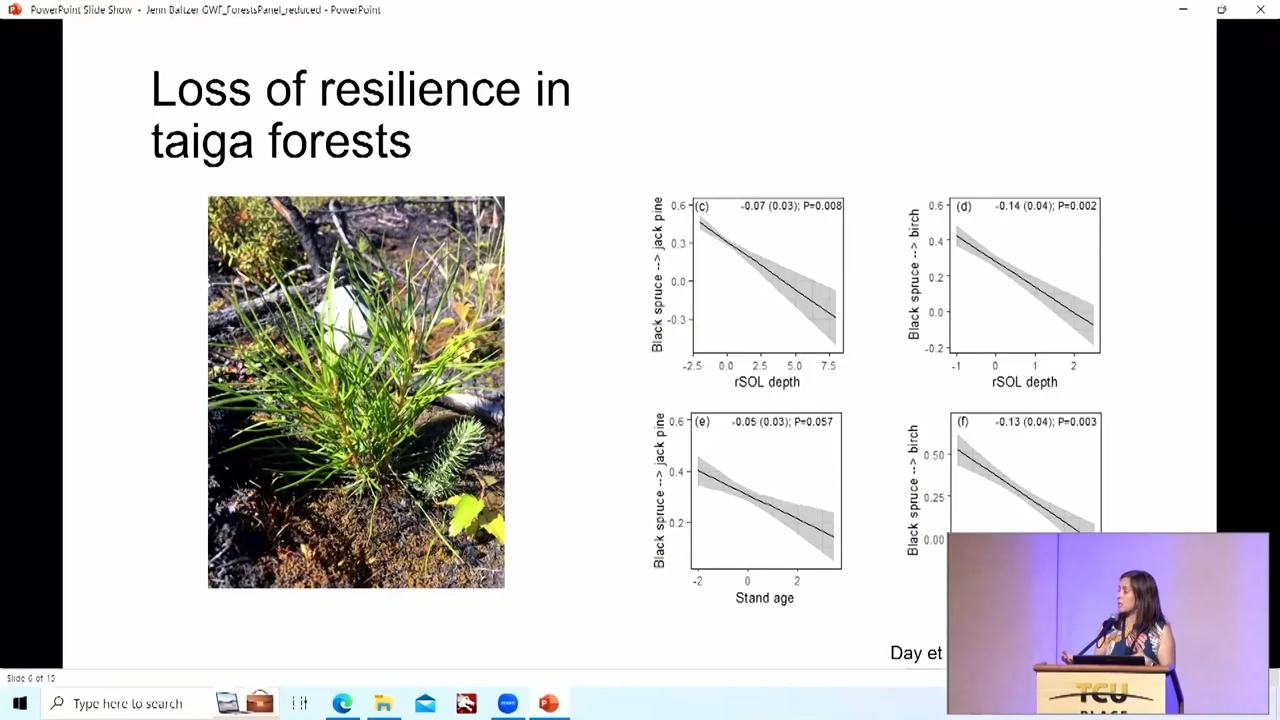 PowerPoint Slide Show - Jenn Baltzer GWF_ForestsPanel_reduced - PowerPoint
Loss of resilience in
taiga forests
(c) -0.07 (0.03); P=0.008
Black spruce --> jack pine
0.6
0.3
0.0
-0.3
-2.5 0.0 2.5 5.0 7.5
rSOL depth
(d) -0.14 (0.04); P=0.002
Black spruce --> birch
0.6
0.4
0.2
0.0
-0.2
-1 0 1 2
rSOL depth
(e) -0.05 (0.03); P=0.057
Black spruce --> jack pine
0.6
0.4
0.2
-2 0 2
Stand age
(f) -0.13 (0.04); P=0.003
Black spruce --> birch
0.50
0.25
0.00
Day et
TCU
PLACE
Slide 6 of 15
Type here to search
zoom